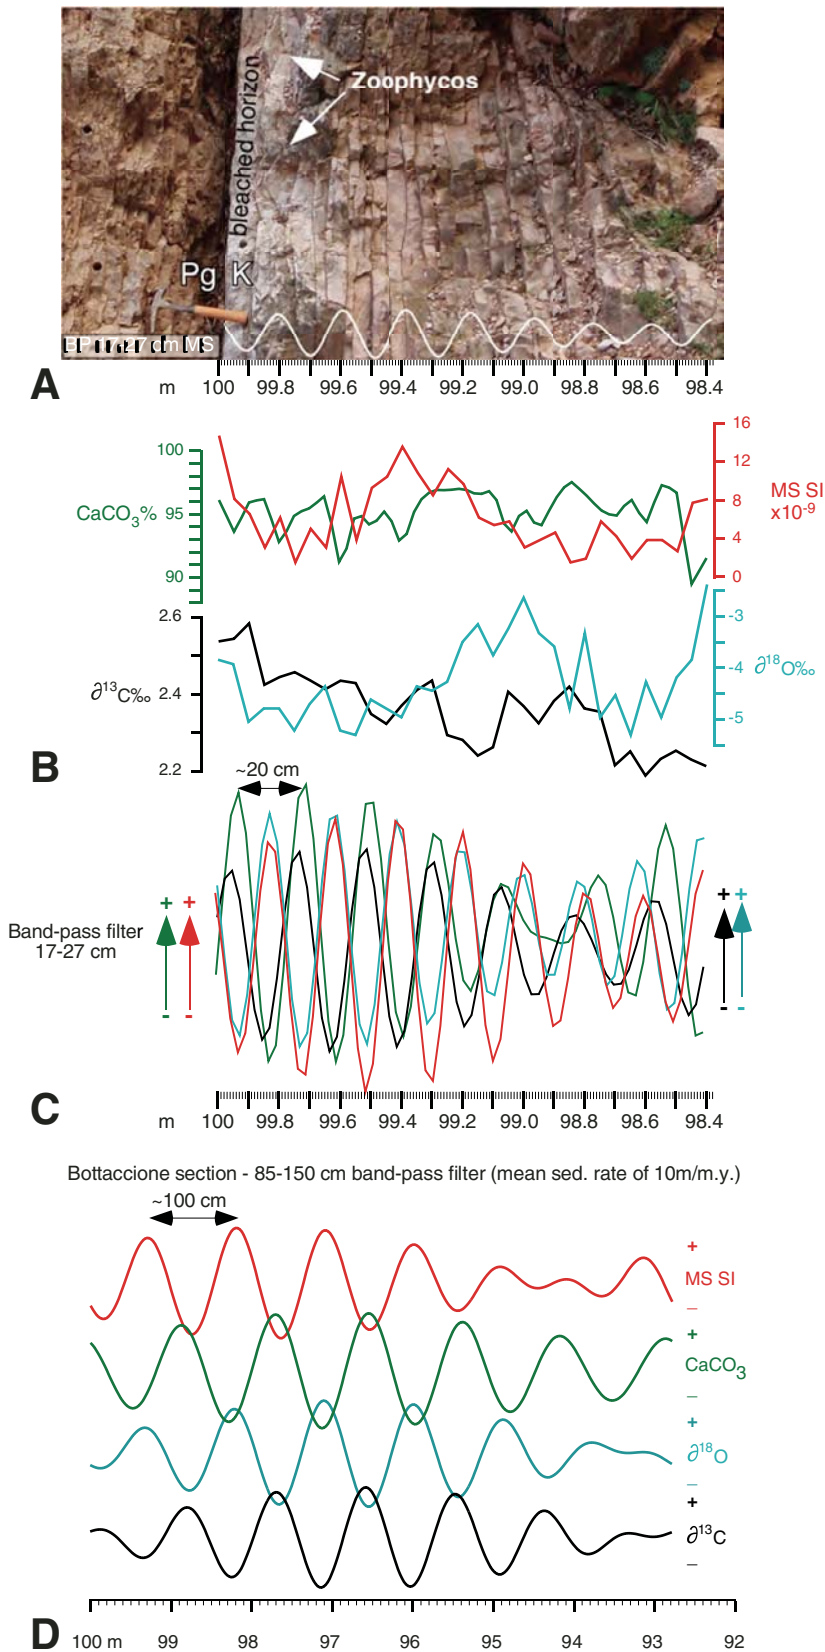 Zoophycos
bleached horizon
Pg K
BP 17-27 cm MS
A
m 100 99.8 99.6 99.4 99.2 99.0 98.8 98.6 98.4
16
100
12
CaCO3% 95
8
MS SI
x10-9
4
90
0
2.6
-3
∂13C‰ 2.4
-4 ∂18O‰
-5
2.2
B
~20 cm
+ +
+ +
Band-pass filter
17-27 cm
- -
- -
C
m 100 99.8 99.6 99.4 99.2 99.0 98.8 98.6 98.4
Bottaccione section - 85-150 cm band-pass filter (mean sed. rate of 10m/m.y.)
~100 cm
+
MS SI
–
+
CaCO3
–
+
∂18O
–
+
∂13C
–
D
100 m 99 98 97 96 95 94 93 92